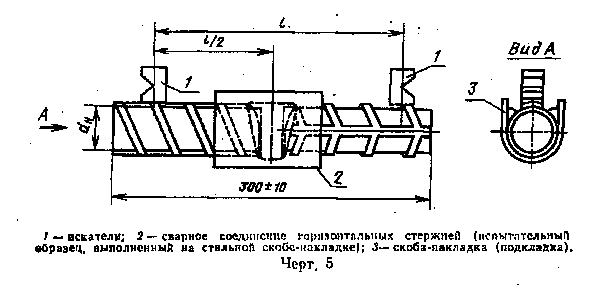 l
l/2
1
1
Вид А
3
А
dн
2
300±10
1 — искатели; 2 — сварное соединение горизонтальных стержней (испытательный
образец, выполненный на стальной скобе-накладке); 3 — скоба-накладка (подкладка).
Черт. 5